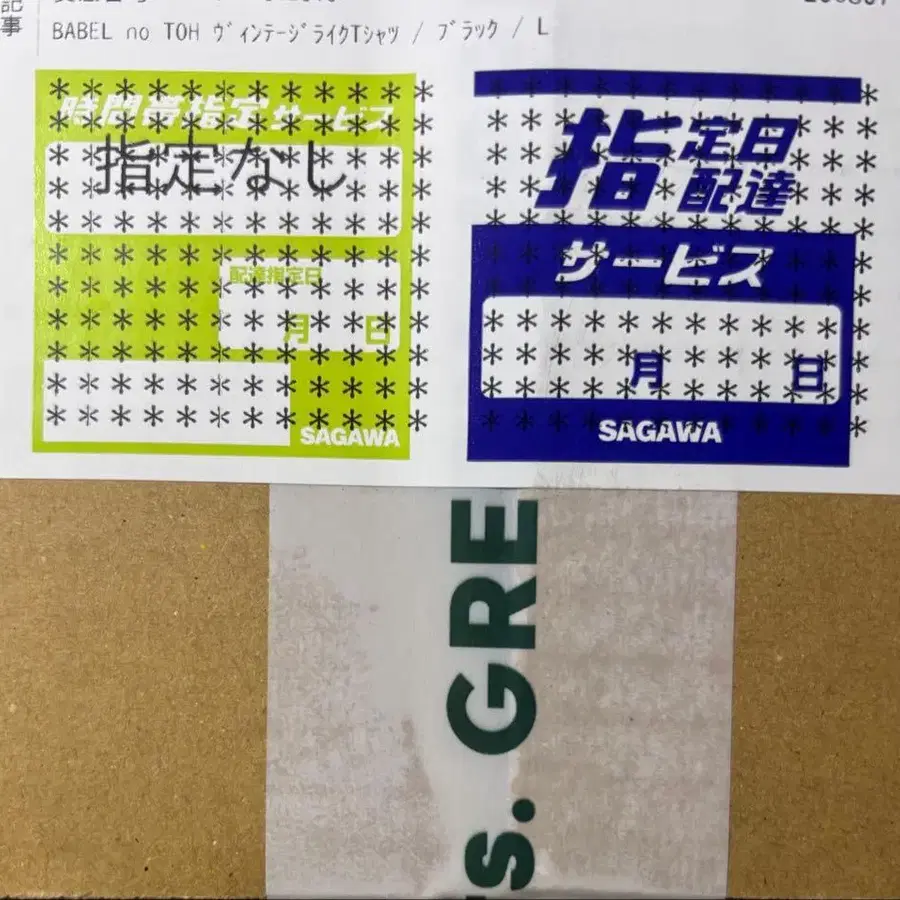 記事
BABEL no TOH ヴィンテージライクTシャツ / ブラック / L
時間帯指定サービス
指定なし
配達指定日
月 日
SAGAWA
指定日
配達
サービス
月 日
SAGAWA
S. GRE